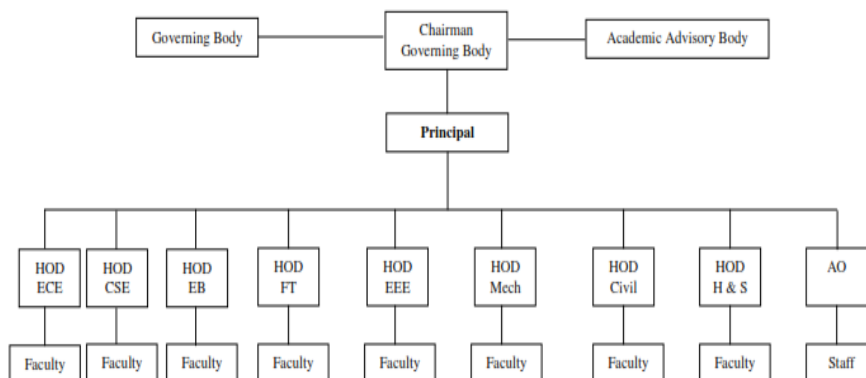 Governing Body
Chairman
Governing Body
Academic Advisory Body
Principal
HOD
ECE
HOD
CSE
HOD
EB
HOD
FT
HOD
EEE
HOD
Mech
HOD
Civil
HOD
H & S
AO
Faculty
Faculty
Faculty
Faculty
Faculty
Faculty
Faculty
Faculty
Staff